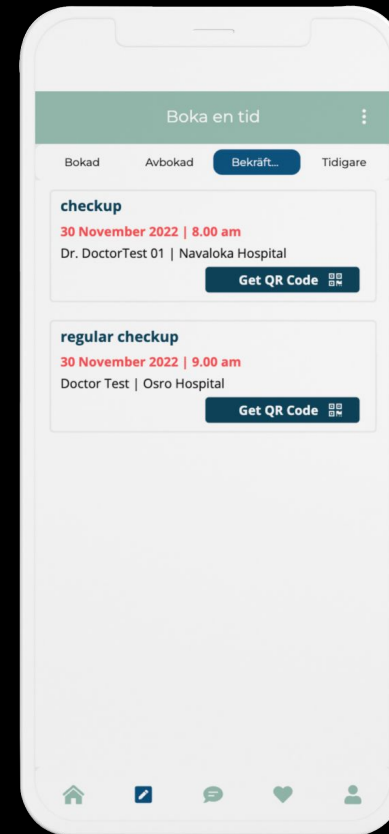 Boka en tid
Bokad Avbokad Bekräft... Tidigare
checkup
30 November 2022 | 8.00 am
Dr. DoctorTest 01 | Navaloka Hospital
Get QR Code
regular checkup
30 November 2022 | 9.00 am
Doctor Test | Osro Hospital
Get QR Code